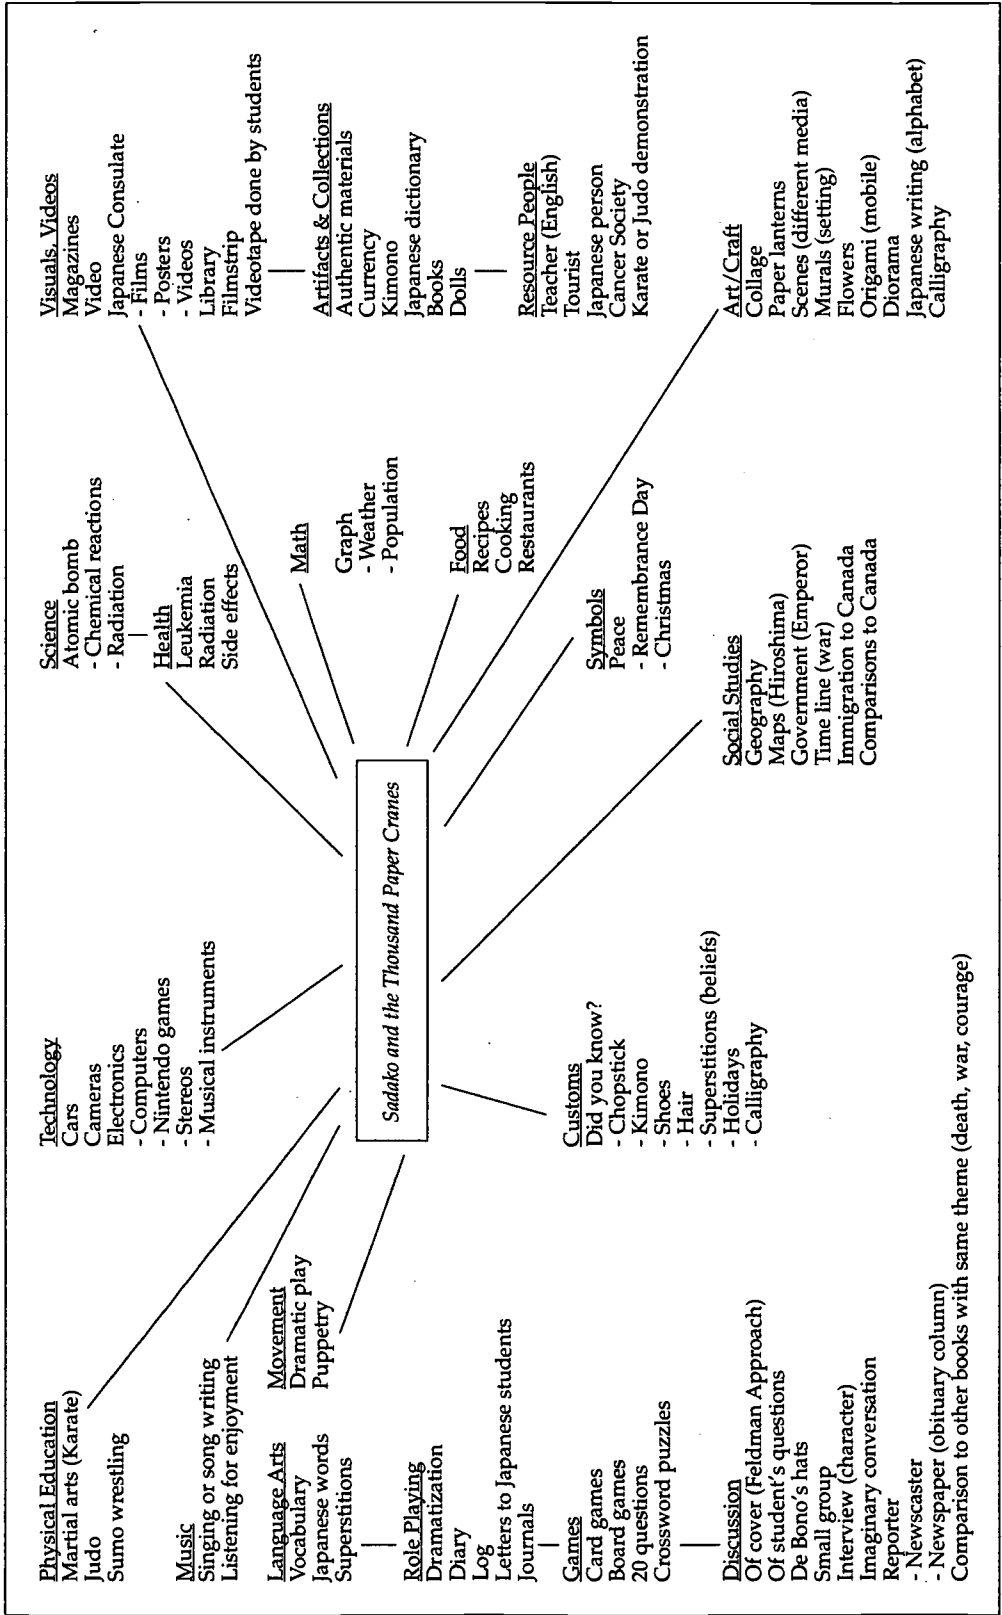 Physical Education
Martial arts (Karate)
Judo
Sumo wrestling
Music
Singing or song writing
Listening for enjoyment
Language Arts
Vocabulary
Japanese words
Superstitions
Role Playing
Dramatization
Diary
Log
Letters to Japanese students
Journals
Games
Card games
Board games
20 questions
Crossword puzzles
Discussion
Of cover (Feldman Approach)
Of student's questions
De Bono's hats
Small group
Interview (character)
Imaginary conversation
Reporter
- Newscaster
- Newspaper (obituary column)
Comparison to other books with same theme (death, war, courage)
Movement
Dramatic play
Puppetry
Technology
Cars
Cameras
Electronics
- Computers
- Nintendo games
- Stereos
- Musical instruments
Sadako and the Thousand Paper Cranes
Customs
Did you know?
- Chopstick
- Kimono
- Shoes
- Hair
- Superstitions (beliefs)
- Holidays
- Calligraphy
Science
Atomic bomb
- Chemical reactions
- Radiation
Health
Leukemia
Radiation
Side effects
Math
Graph
- Weather
- Population
Food
Recipes
Cooking
Restaurants
Symbols
Peace
- Remembrance Day
- Christmas
Social Studies
Geography
Maps (Hiroshima)
Government (Emperor)
Time line (war)
Immigration to Canada
Comparisons to Canada
Visuals, Videos
Magazines
Video
Japanese Consulate
- Films
- Posters
- Videos
Library
Filmstrip
Videotape done by students
Artifacts & Collections
Authentic materials
Currency
Kimono
Japanese dictionary
Books
Dolls
Resource People
Teacher (English)
Tourist
Japanese person
Cancer Society
Karate or Judo demonstration
Art/Craft
Collage
Paper lanterns
Scenes (different media)
Murals (setting)
Flowers
Origami (mobile)
Diorama
Japanese writing (alphabet)
Calligraphy